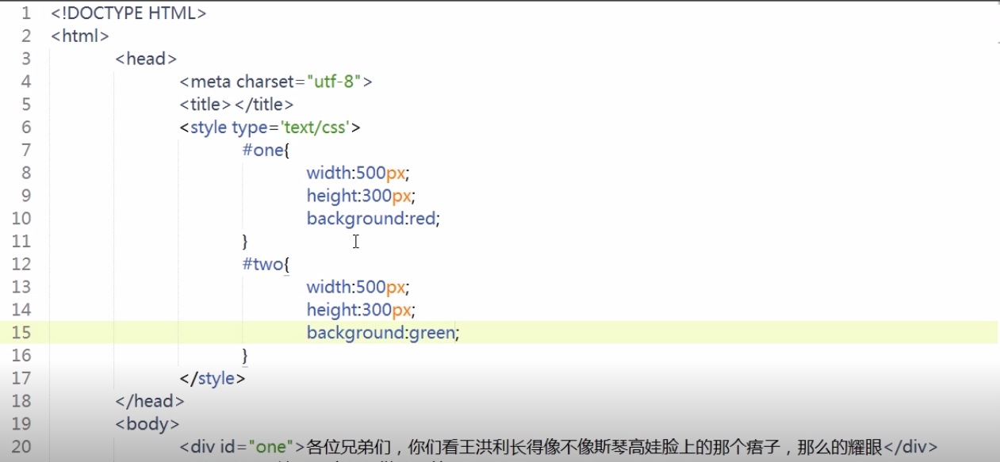 1 <!DOCTYPE HTML>
2 <html>
3 <head>
4 <meta charset="utf-8">
5 <title></title>
6 <style type='text/css'>
7 #one{
8 width:500px;
9 height:300px;
10 background:red;
11 }
12 #two{
13 width:500px;
14 height:300px;
15 background:green;
16 }
17 </style>
18 </head>
19 <body>
20 <div id="one">各位兄弟们，你们看王洪利长得像不像斯琴高娃脸上的那个痦子，那么的耀眼</div>